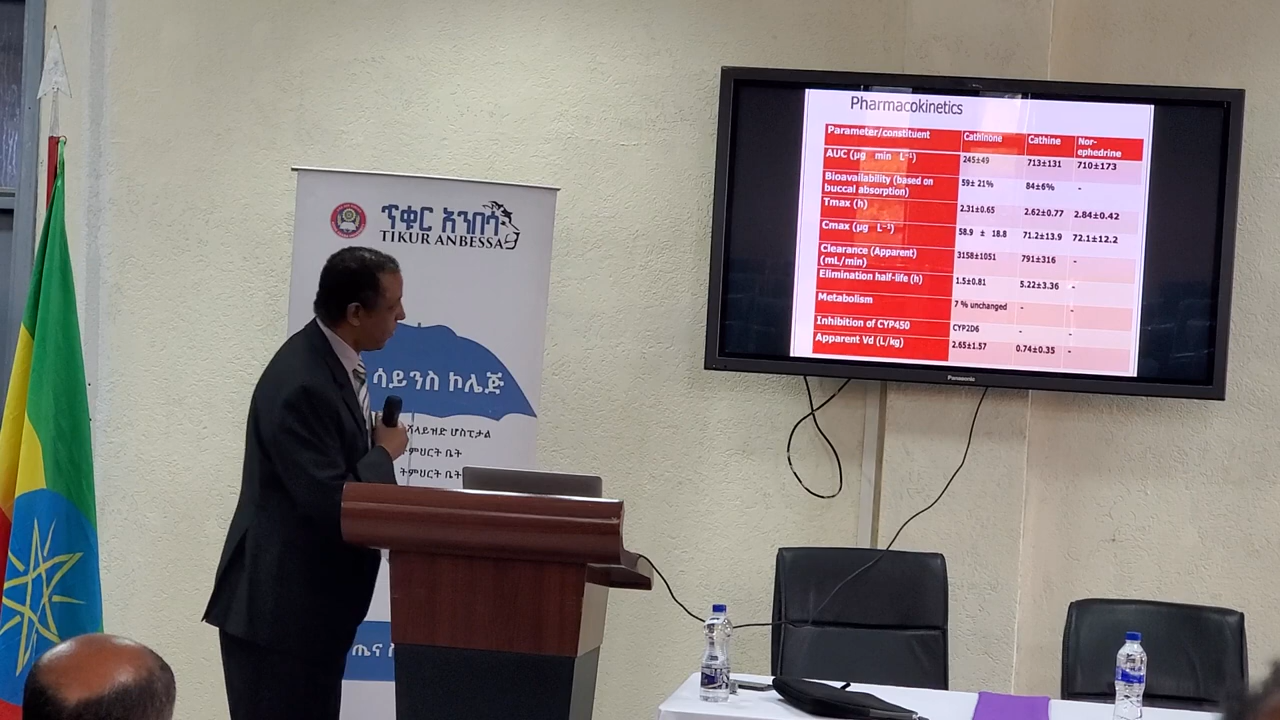 ጥቁር አንበሳ
TIKUR ANBESSA
ሳይንስ ኮሌጅ
ሆስፒታል
ትምህርት ቤት
ትምህርት ቤት
ጤና
Pharmacokinetics
Parameter/constituent Cathinone Cathine Nor-ephedrine
AUC (µg min L⁻¹) 245±49 713±131 710±173
Bioavailability (based on buccal absorption) 59± 21% 84±6% -
Tmax (h) 2.31±0.65 2.62±0.77 2.84±0.42
Cmax (µg L⁻¹) 58.9 ± 18.8 71.2±13.9 72.1±12.2
Clearance (Apparent) (mL/min) 3158±1051 791±316 -
Elimination half-life (h) 1.5±0.81 5.22±3.36 -
Metabolism 7 % unchanged - -
Inhibition of CYP450 CYP2D6 - -
Apparent Vd (L/kg) 2.65±1.57 0.74±0.35 -
Panasonic